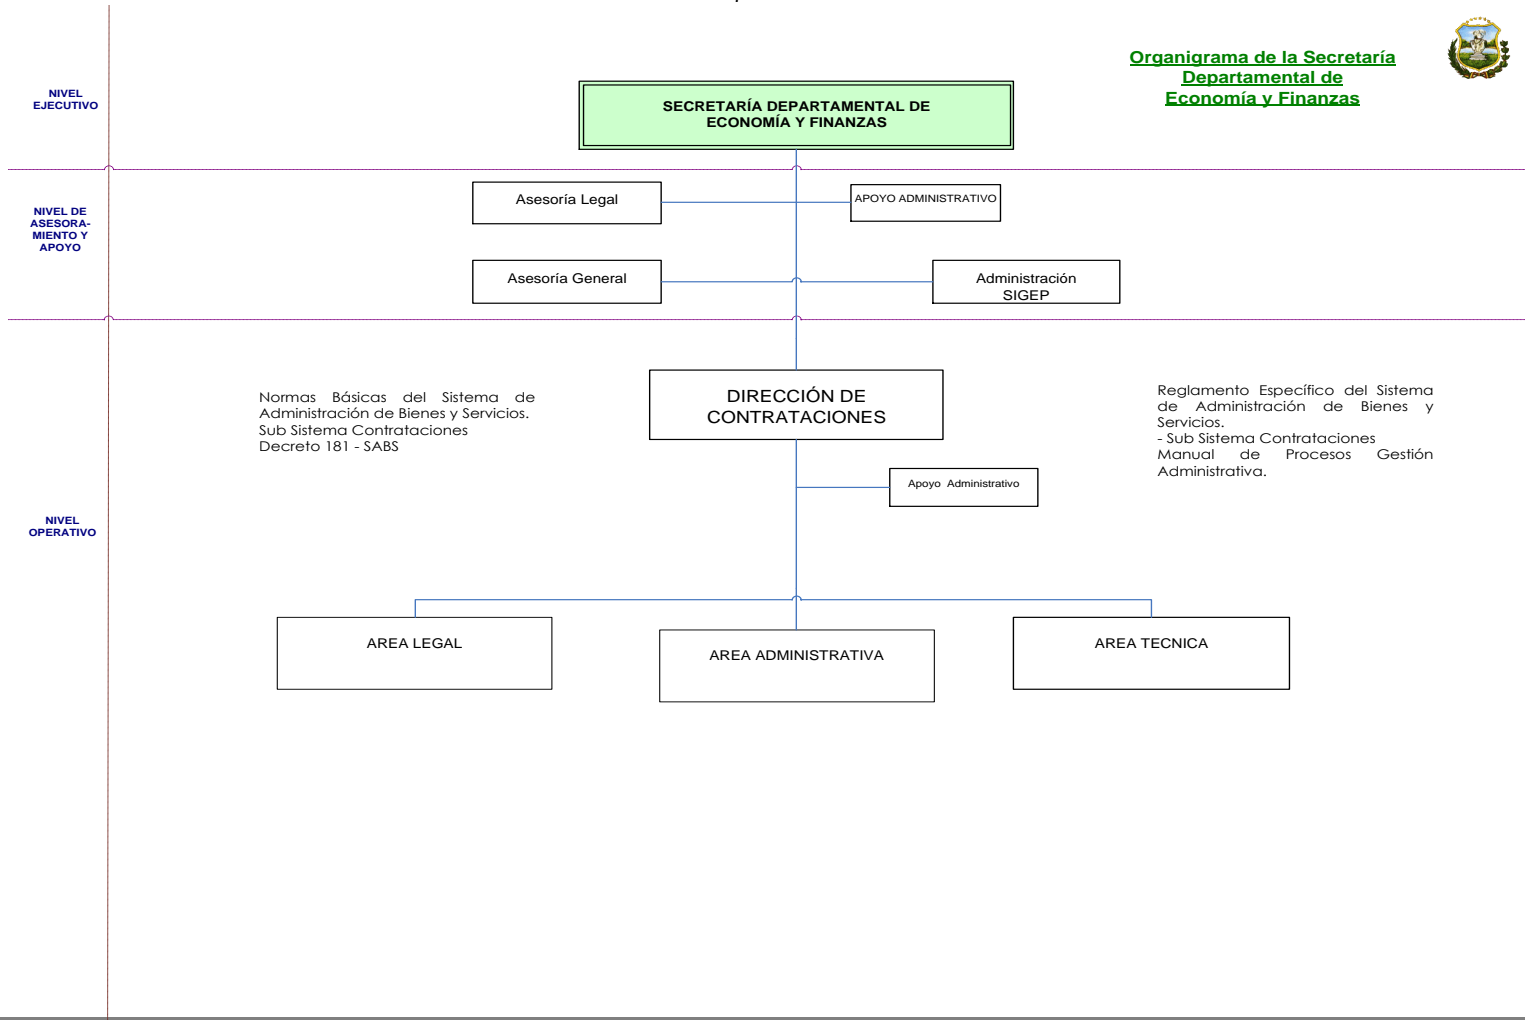 Organigrama de la Secretaría
Departamental de
Economía y Finanzas
NIVEL
EJECUTIVO
SECRETARÍA DEPARTAMENTAL DE
ECONOMÍA Y FINANZAS
NIVEL DE
ASESORA-
MIENTO Y
APOYO
Asesoría Legal
APOYO ADMINISTRATIVO
Asesoría General
Administración
SIGEP
NIVEL
OPERATIVO
Normas Básicas del Sistema de
Administración de Bienes y Servicios.
Sub Sistema Contrataciones
Decreto 181 - SABS
DIRECCIÓN DE
CONTRATACIONES
Reglamento Específico del Sistema
de Administración de Bienes y
Servicios.
- Sub Sistema Contrataciones
Manual de Procesos Gestión
Administrativa.
Apoyo Administrativo
AREA LEGAL
AREA ADMINISTRATIVA
AREA TECNICA